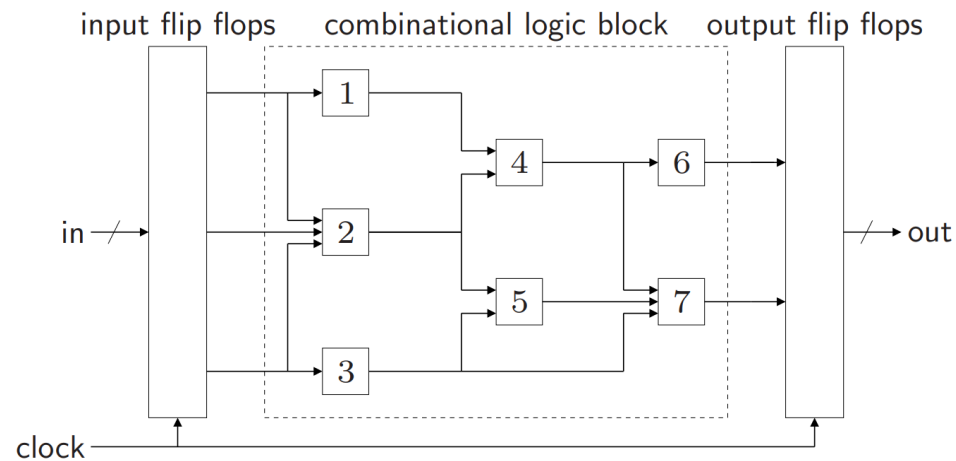 input flip flops
combinational logic block
output flip flops
1
4
6
in
2
out
5
7
3
clock